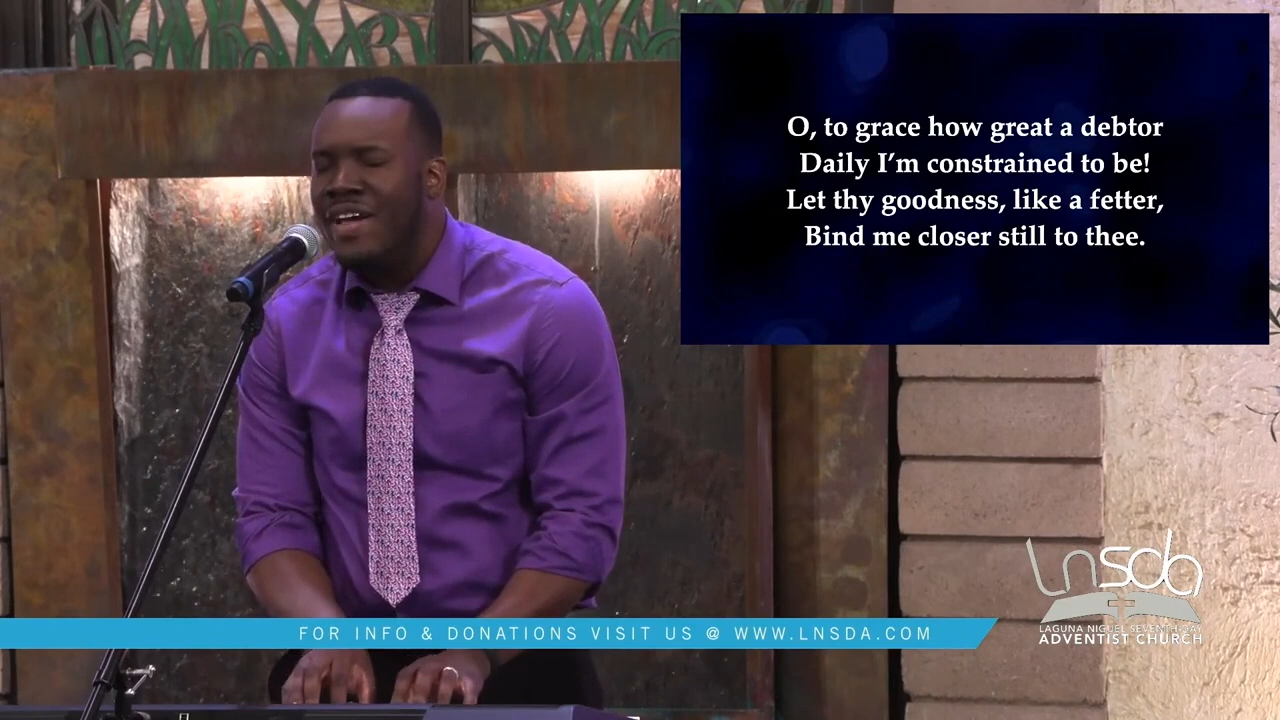 O, to grace how great a debtor
Daily I'm constrained to be!
Let thy goodness, like a fetter,
Bind me closer still to thee.
FOR INFO & DONATIONS VISIT US @ WWW.LNSDA.COM
lnsda
LAGUNA NIGUEL SEVENTH-DAY
ADVENTIST CHURCH